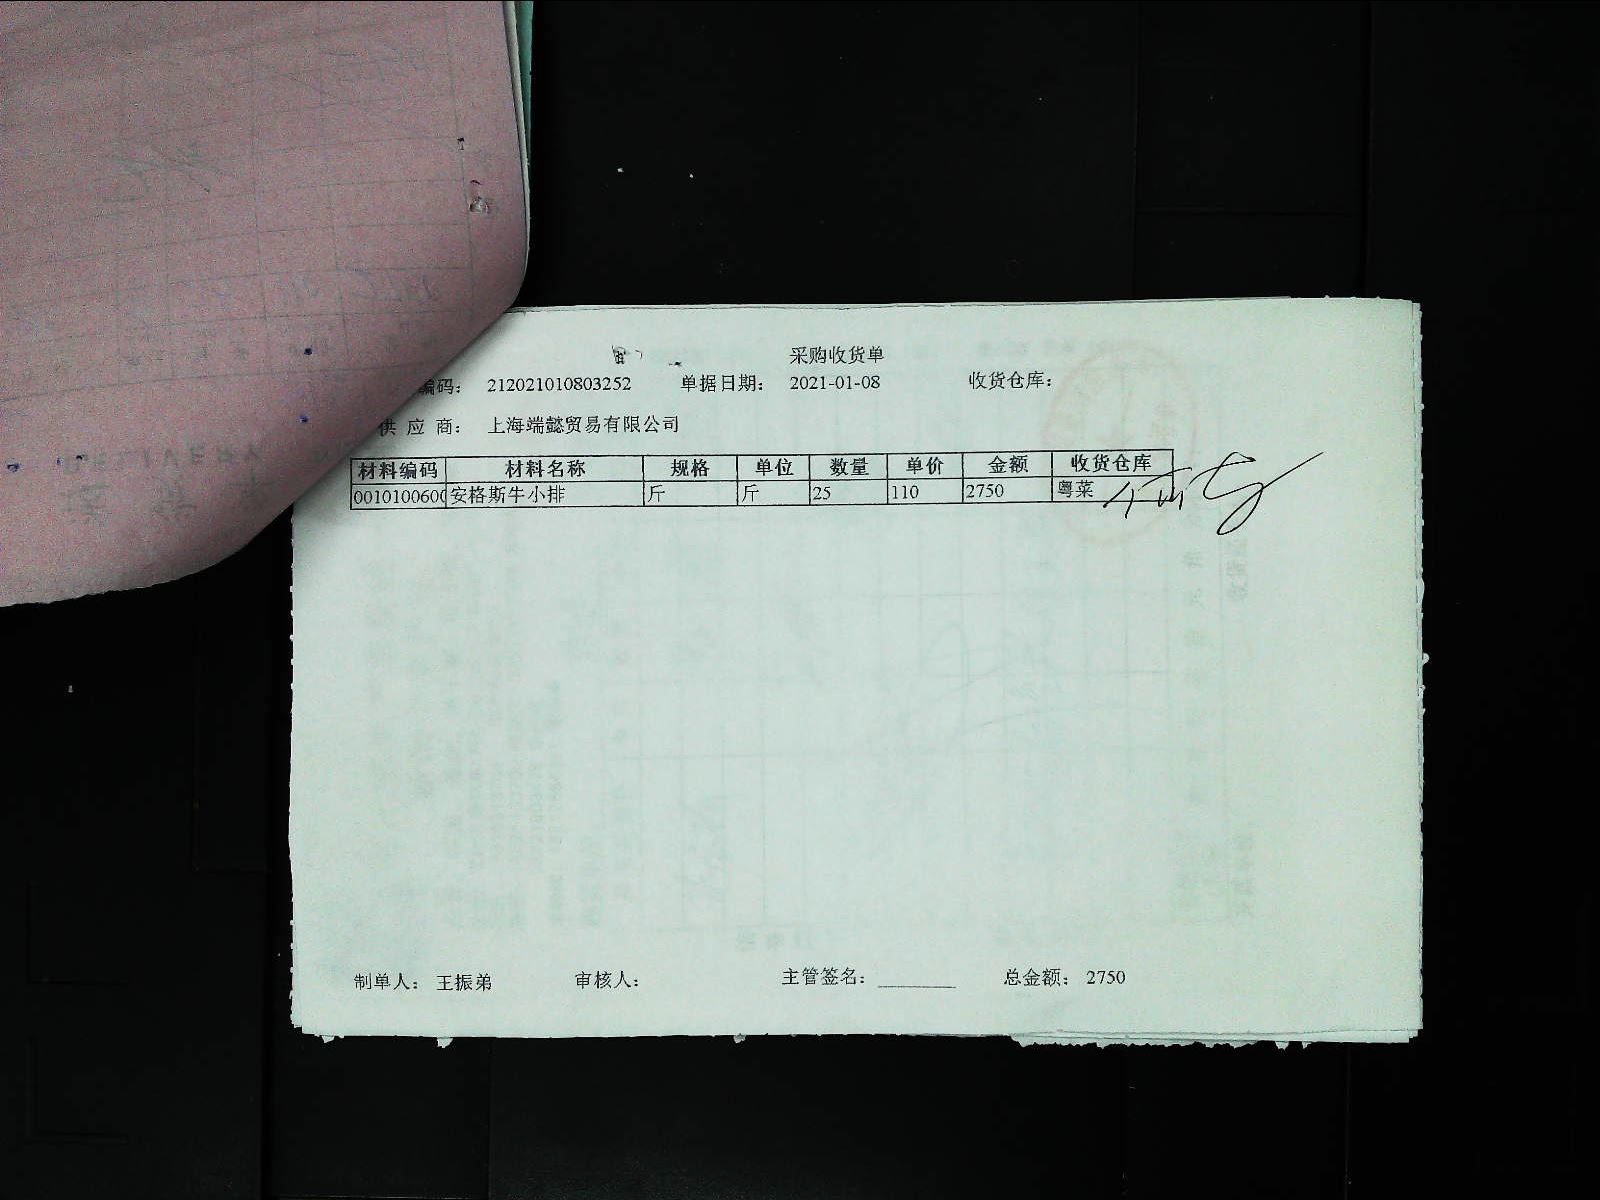 采购收货单
编码： 212021010803252 单据日期： 2021-01-08 收货仓库：
供 应 商： 上海端懿贸易有限公司
材料编码 材料名称 规格 单位 数量 单价 金额 收货仓库
0010100600 安格斯牛小排 斤 斤 25 110 2750 粤菜
制单人： 王振弟 审核人： 主管签名： 总金额： 2750